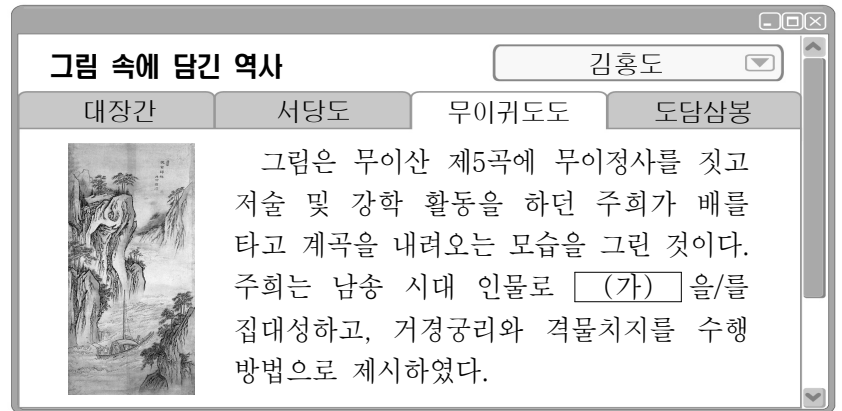 그림 속에 담긴 역사
김홍도
대장간
서당도
무이귀도도
도담삼봉
그림은 무이산 제5곡에 무이정사를 짓고
저술 및 강학 활동을 하던 주희가 배를
타고 계곡을 내려오는 모습을 그린 것이다.
주희는 남송 시대 인물로 (가) 을/를
집대성하고, 거경궁리와 격물치지를 수행
방법으로 제시하였다.